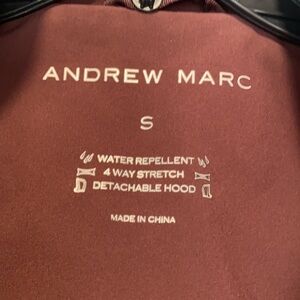 ANDREW MARC
S
WATER REPELLENT
4 WAY STRETCH
DETACHABLE HOOD
MADE IN CHINA